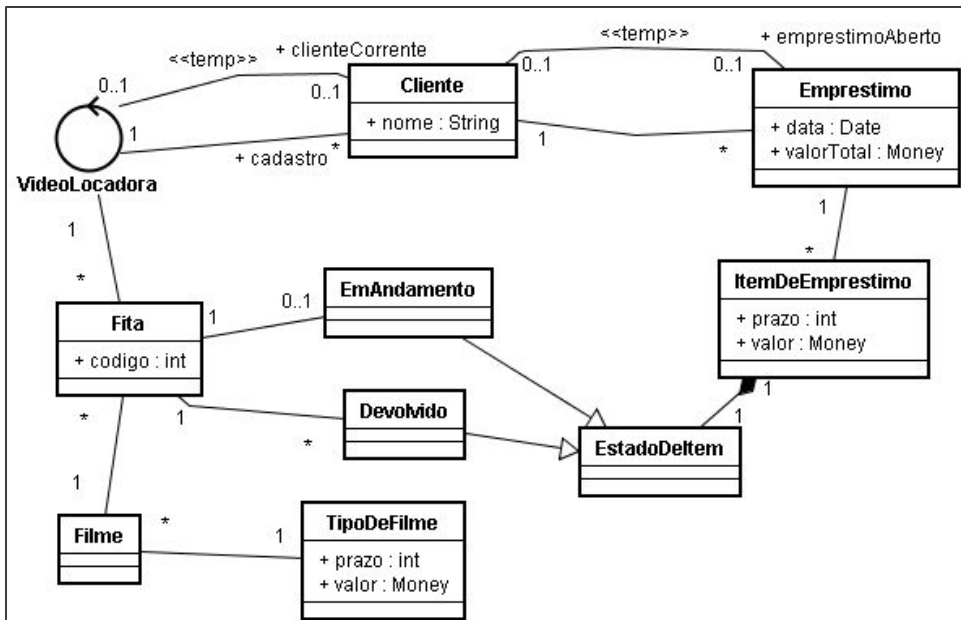 <<temp>>
+ clienteCorrente
0..1
0..1
<<temp>>
+ emprestimoAberto
0..1
0..1
Cliente
+ nome : String
Emprestimo
+ data : Date
+ valorTotal : Money
1
*
+ cadastro
1
*
VideoLocadora
1
*
1
*
Fita
+ codigo : int
1
0..1
EmAndamento
ItemDeEmprestimo
+ prazo : int
+ valor : Money
1
*
Devolvido
1
1
EstadoDeItem
*
1
Filme
*
1
TipoDeFilme
+ prazo : int
+ valor : Money